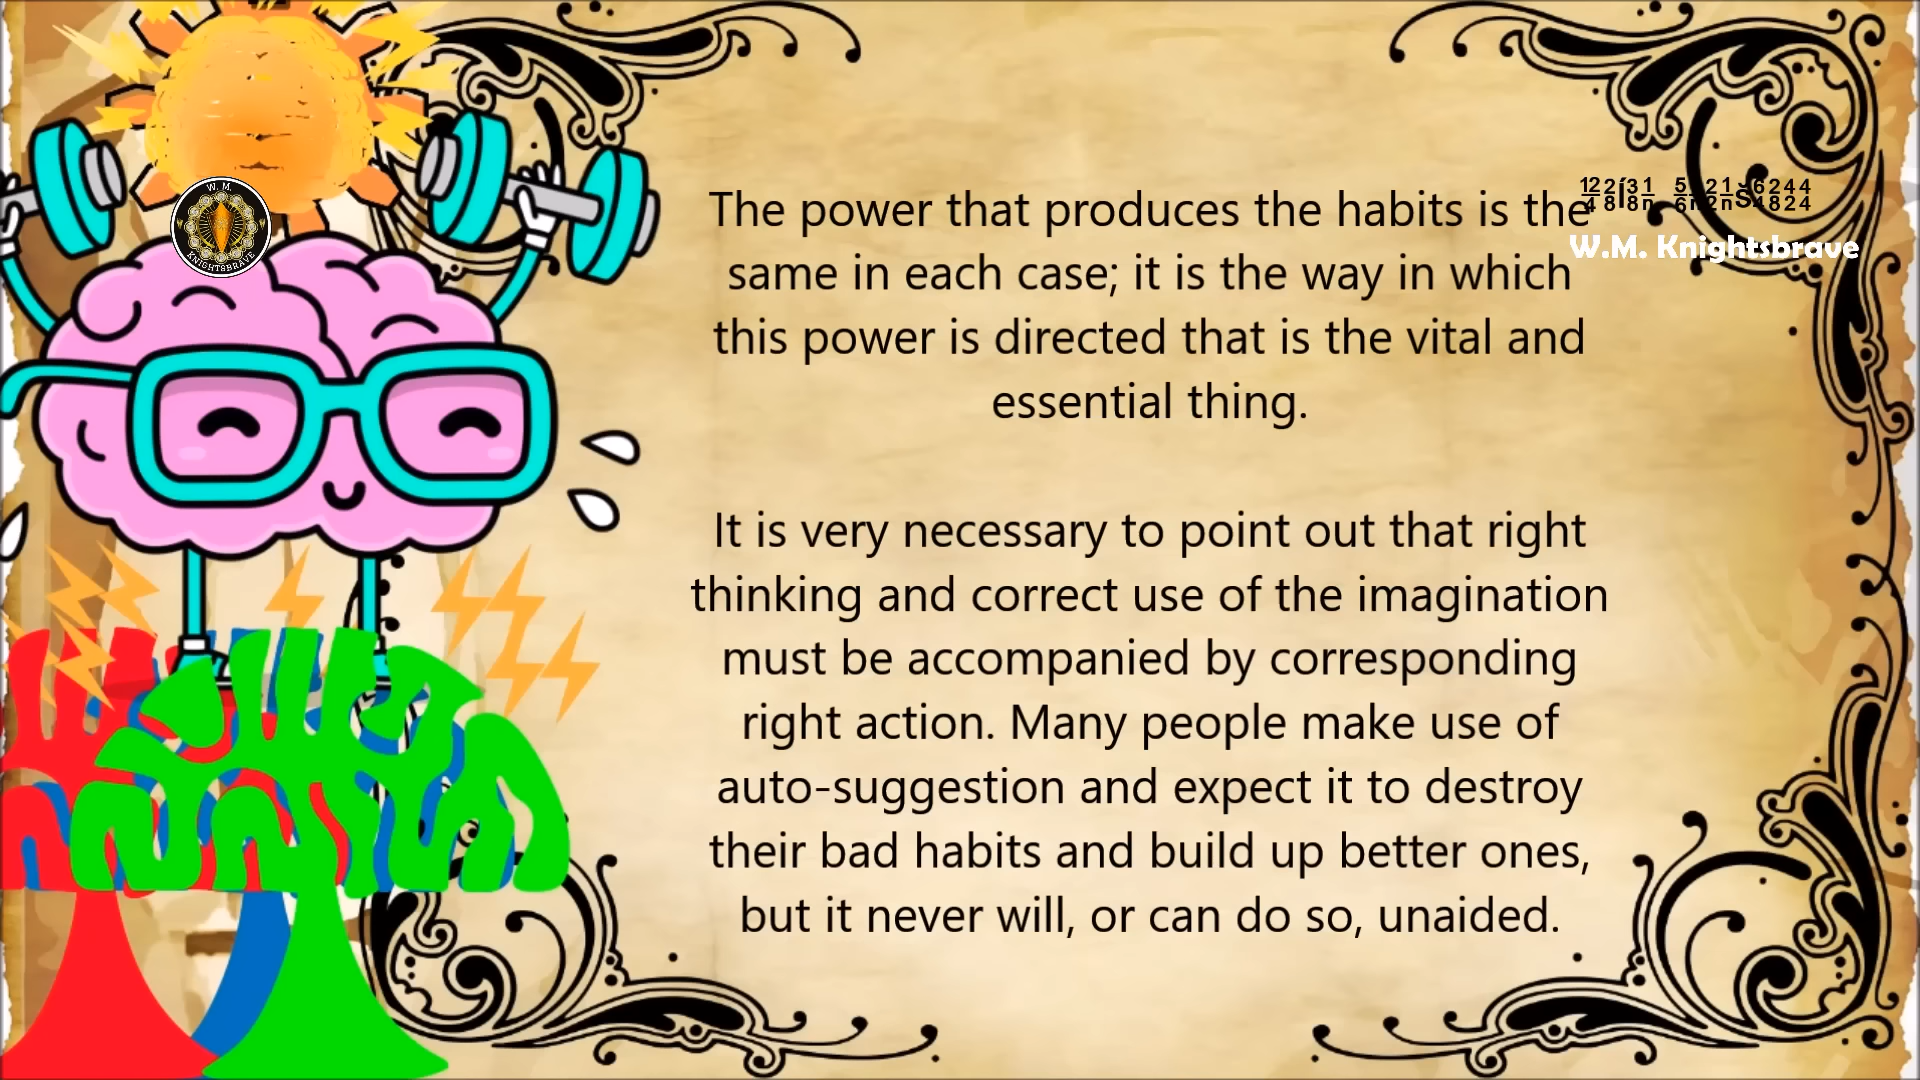 W. M.
KNIGHTSBRAVE
The power that produces the habits is the
same in each case; it is the way in which
this power is directed that is the vital and
essential thing.
It is very necessary to point out that right
thinking and correct use of the imagination
must be accompanied by corresponding
right action. Many people make use of
auto-suggestion and expect it to destroy
their bad habits and build up better ones,
but it never will, or can do so, unaided.
W.M. Knightsbrave